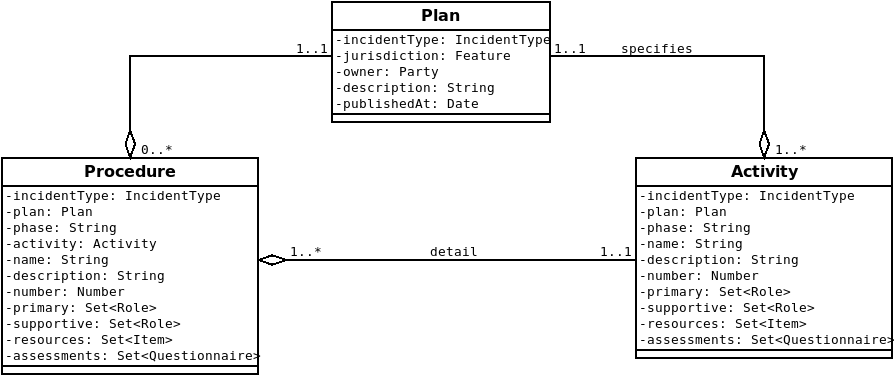 Plan
-incidentType: IncidentType
-jurisdiction: Feature
-owner: Party
-description: String
-publishedAt: Date
1..1
1..1
specifies
0..*
1..*
Procedure
-incidentType: IncidentType
-plan: Plan
-phase: String
-activity: Activity
-name: String
-description: String
-number: Number
-primary: Set<Role>
-supportive: Set<Role>
-resources: Set<Item>
-assessments: Set<Questionnaire>
1..*
detail
1..1
Activity
-incidentType: IncidentType
-plan: Plan
-phase: String
-name: String
-description: String
-number: Number
-primary: Set<Role>
-supportive: Set<Role>
-resources: Set<Item>
-assessments: Set<Questionnaire>